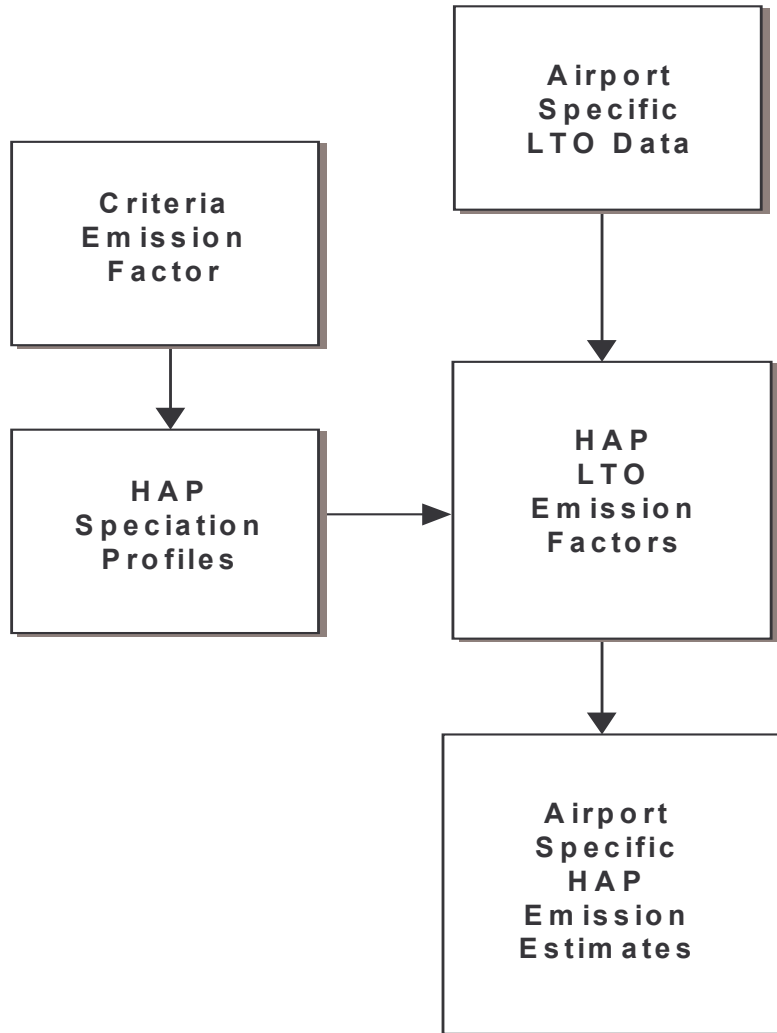 Airport
Specific
LTO Data
Criteria
Emission
Factor
HAP
Speciation
Profiles
HAP
LTO
Emission
Factors
Airport
Specific
HAP
Emission
Estimates